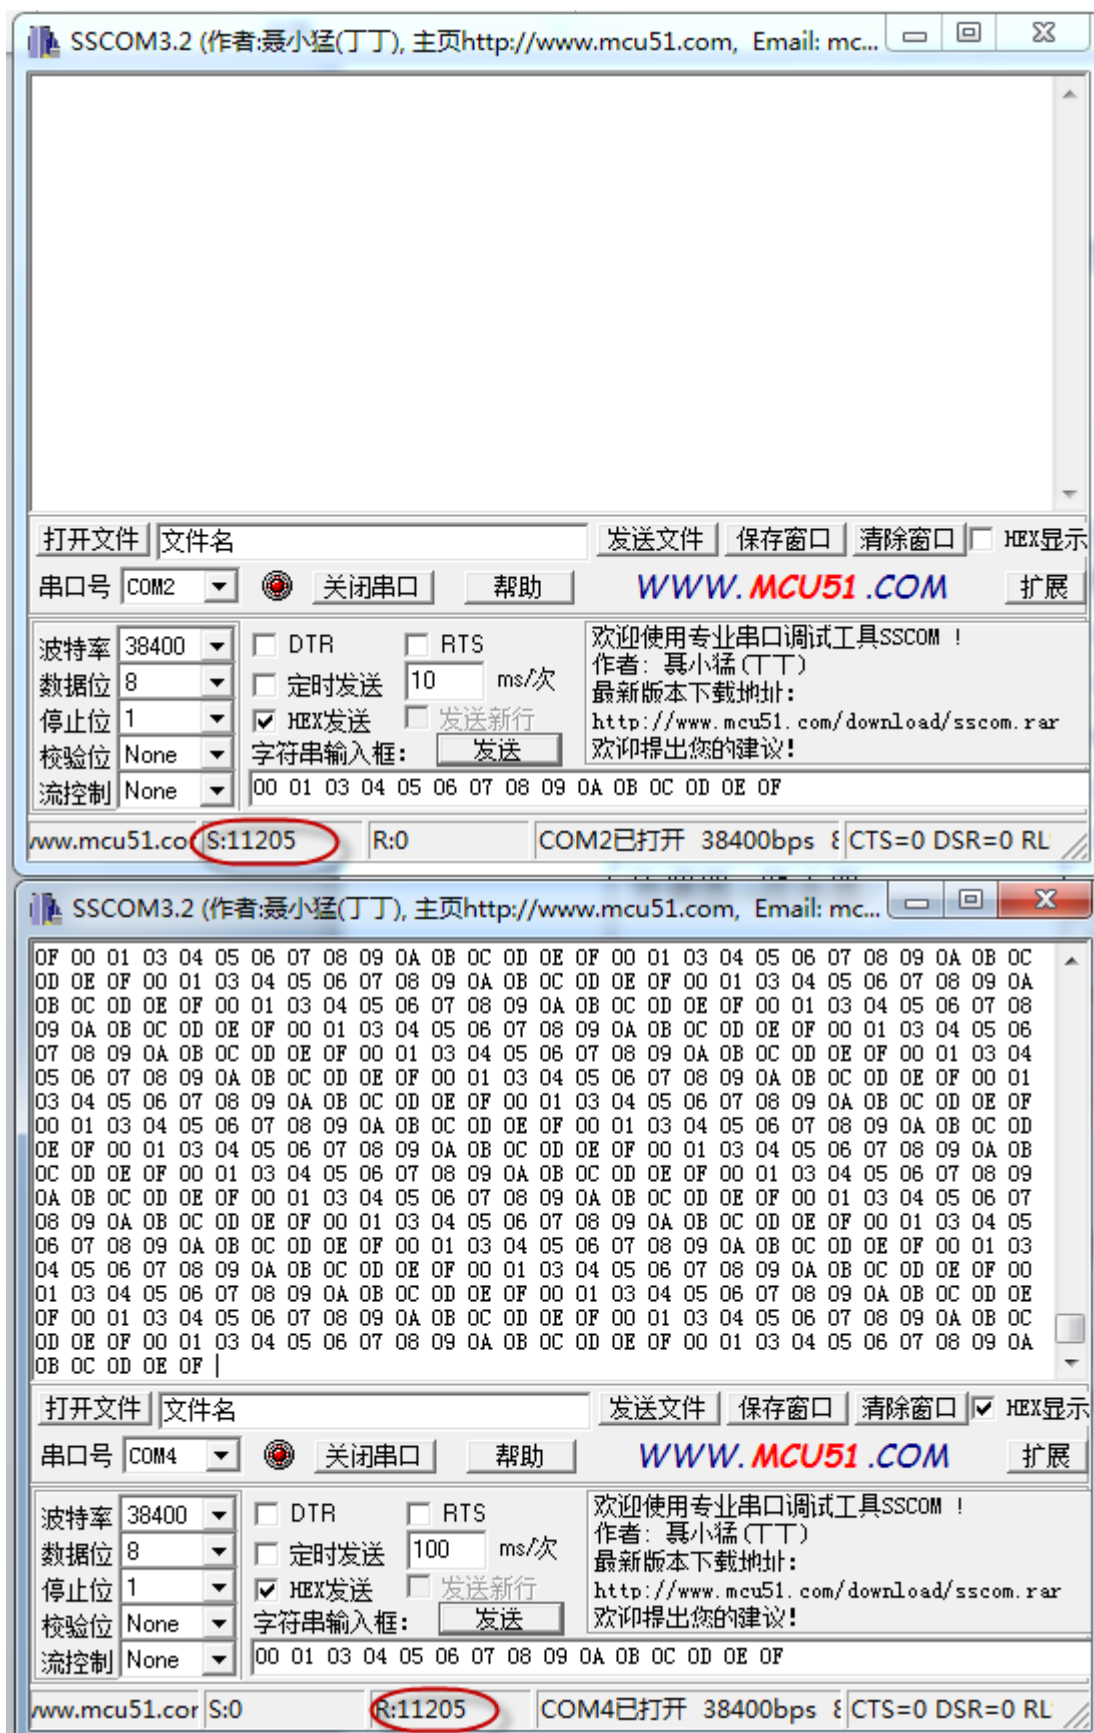 SSCOM3.2 (作者:聂小猛(丁丁), 主页http://www.mcu51.com, Email: mc...
打开文件 文件名 发送文件 保存窗口 清除窗口 HEX显示
串口号 COM2 关闭串口 帮助 WWW.MCU51.COM 扩展
波特率 38400 DTR RTS 欢迎使用专业串口调试工具SSCOM !
作者: 聂小猛(丁丁)
数据位 8 定时发送 10 ms/次 最新版本下载地址:
停止位 1 HEX发送 发送新行 http://www.mcu51.com/download/sscom.rar
校验位 None 字符串输入框: 发送 欢迎提出您的建议!
流控制 None 00 01 03 04 05 06 07 08 09 0A 0B 0C 0D 0E 0F
www.mcu51.cor S:11205 R:0 COM2已打开 38400bps 8 CTS=0 DSR=0 RL
SSCOM3.2 (作者:聂小猛(丁丁), 主页http://www.mcu51.com, Email: mc...
0F 00 01 03 04 05 06 07 08 09 0A 0B 0C 0D 0E 0F 00 01 03 04 05 06 07 08 09 0A 0B 0C
0D 0E 0F 00 01 03 04 05 06 07 08 09 0A 0B 0C 0D 0E 0F 00 01 03 04 05 06 07 08 09 0A
0B 0C 0D 0E 0F 00 01 03 04 05 06 07 08 09 0A 0B 0C 0D 0E 0F 00 01 03 04 05 06 07 08
09 0A 0B 0C 0D 0E 0F 00 01 03 04 05 06 07 08 09 0A 0B 0C 0D 0E 0F 00 01 03 04 05 06
07 08 09 0A 0B 0C 0D 0E 0F 00 01 03 04 05 06 07 08 09 0A 0B 0C 0D 0E 0F 00 01 03 04
05 06 07 08 09 0A 0B 0C 0D 0E 0F 00 01 03 04 05 06 07 08 09 0A 0B 0C 0D 0E 0F 00 01
03 04 05 06 07 08 09 0A 0B 0C 0D 0E 0F 00 01 03 04 05 06 07 08 09 0A 0B 0C 0D 0E 0F
00 01 03 04 05 06 07 08 09 0A 0B 0C 0D 0E 0F 00 01 03 04 05 06 07 08 09 0A 0B 0C 0D
0E 0F 00 01 03 04 05 06 07 08 09 0A 0B 0C 0D 0E 0F 00 01 03 04 05 06 07 08 09 0A 0B
0C 0D 0E 0F 00 01 03 04 05 06 07 08 09 0A 0B 0C 0D 0E 0F 00 01 03 04 05 06 07 08 09
0A 0B 0C 0D 0E 0F 00 01 03 04 05 06 07 08 09 0A 0B 0C 0D 0E 0F 00 01 03 04 05 06 07
08 09 0A 0B 0C 0D 0E 0F 00 01 03 04 05 06 07 08 09 0A 0B 0C 0D 0E 0F 00 01 03 04 05
06 07 08 09 0A 0B 0C 0D 0E 0F 00 01 03 04 05 06 07 08 09 0A 0B 0C 0D 0E 0F 00 01 03
04 05 06 07 08 09 0A 0B 0C 0D 0E 0F 00 01 03 04 05 06 07 08 09 0A 0B 0C 0D 0E 0F 00
01 03 04 05 06 07 08 09 0A 0B 0C 0D 0E 0F 00 01 03 04 05 06 07 08 09 0A 0B 0C 0D 0E
0F 00 01 03 04 05 06 07 08 09 0A 0B 0C 0D 0E 0F 00 01 03 04 05 06 07 08 09 0A 0B 0C
0D 0E 0F 00 01 03 04 05 06 07 08 09 0A 0B 0C 0D 0E 0F 00 01 03 04 05 06 07 08 09 0A
0B 0C 0D 0E 0F
打开文件 文件名 发送文件 保存窗口 清除窗口 HEX显示
串口号 COM4 关闭串口 帮助 WWW.MCU51.COM 扩展
波特率 38400 DTR RTS 欢迎使用专业串口调试工具SSCOM !
作者: 聂小猛(丁丁)
数据位 8 定时发送 100 ms/次 最新版本下载地址:
停止位 1 HEX发送 发送新行 http://www.mcu51.com/download/sscom.rar
校验位 None 字符串输入框: 发送 欢迎提出您的建议!
流控制 None 00 01 03 04 05 06 07 08 09 0A 0B 0C 0D 0E 0F
www.mcu51.cor S:0 R:11205 COM4已打开 38400bps 8 CTS=0 DSR=0 RL